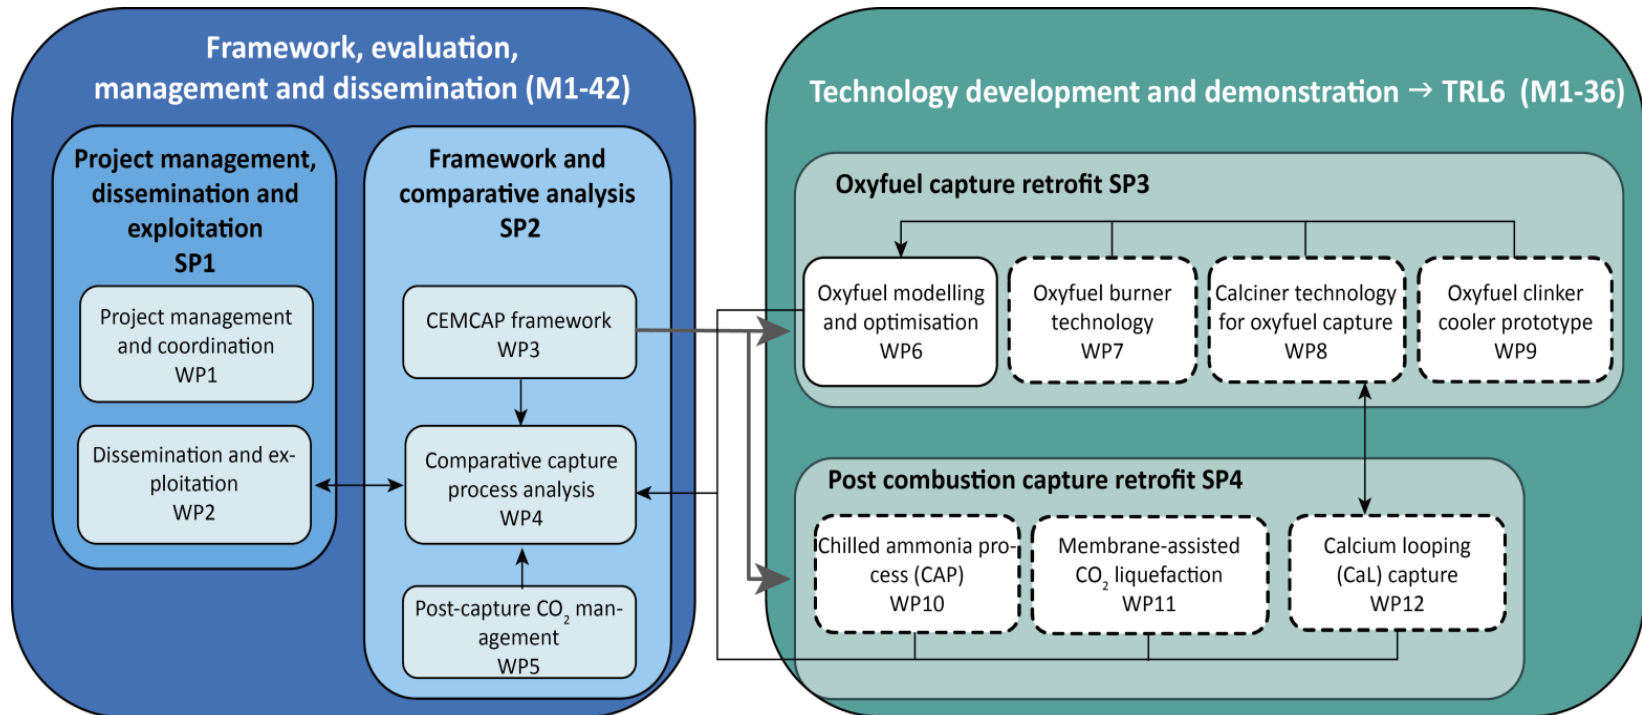 Framework, evaluation,
management and dissemination (M1-42)
Project management,
dissemination and
exploitation
SP1
Project management
and coordination
WP1
Dissemination and ex-
ploitation
WP2
Framework and
comparative analysis
SP2
CEMCAP framework
WP3
Comparative capture
process analysis
WP4
Post-capture CO₂ man-
agement
WP5
Technology development and demonstration → TRL6 (M1-36)
Oxyfuel capture retrofit SP3
Oxyfuel modelling
and optimisation
WP6
Oxyfuel burner
technology
WP7
Calciner technology
for oxyfuel capture
WP8
Oxyfuel clinker
cooler prototype
WP9
Post combustion capture retrofit SP4
Chilled ammonia pro-
cess (CAP)
WP10
Membrane-assisted
CO₂ liquefaction
WP11
Calcium looping
(CaL) capture
WP12